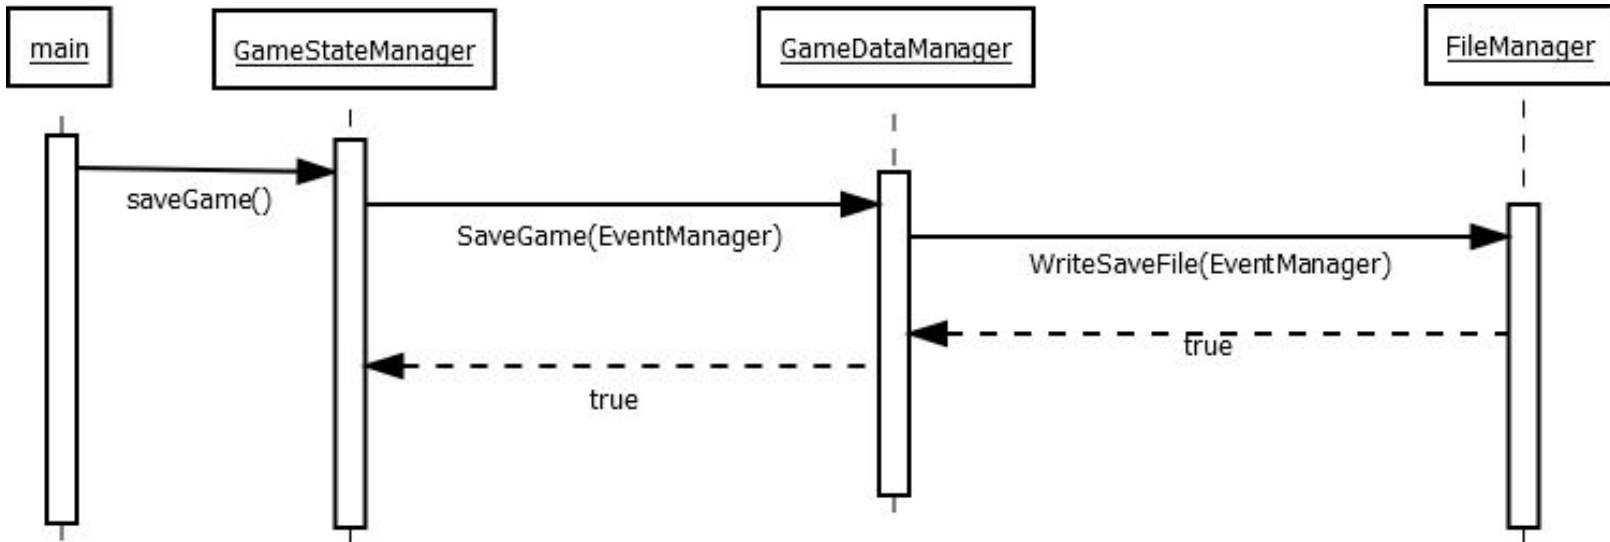 main
GameStateManager
GameDataManager
FileManager
saveGame()
SaveGame(EventManager)
WriteSaveFile(EventManager)
true
true